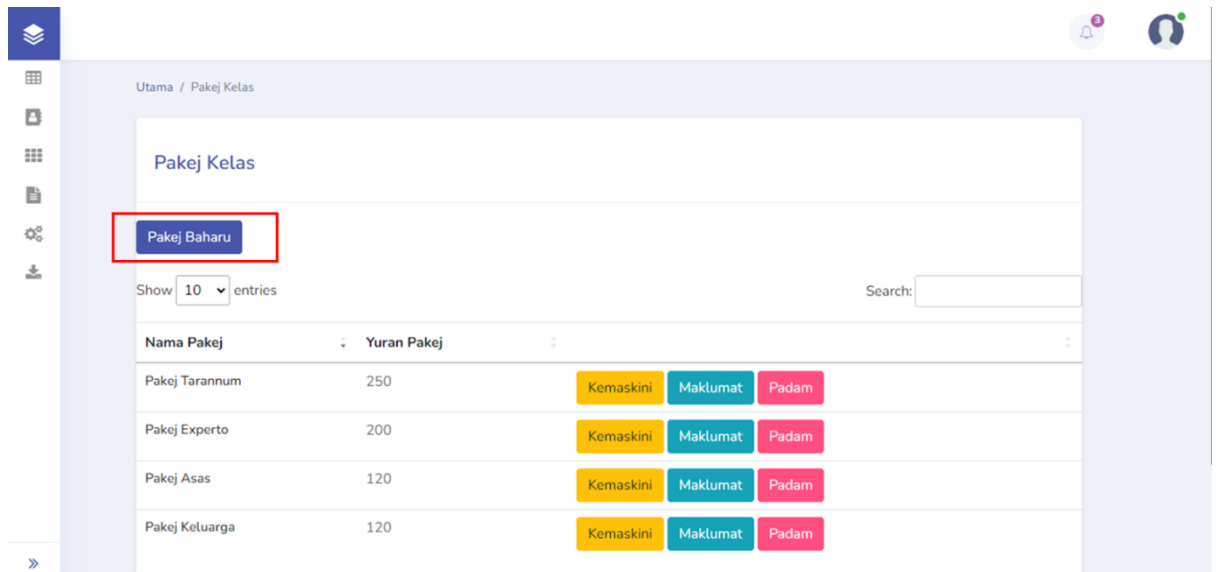 3
Utama / Pakej Kelas
Pakej Kelas
Pakej Baharu
Show 10 entries Search:
Nama Pakej Yuran Pakej
Pakej Tarannum 250 Kemaskini Maklumat Padam
Pakej Experto 200 Kemaskini Maklumat Padam
Pakej Asas 120 Kemaskini Maklumat Padam
Pakej Keluarga 120 Kemaskini Maklumat Padam